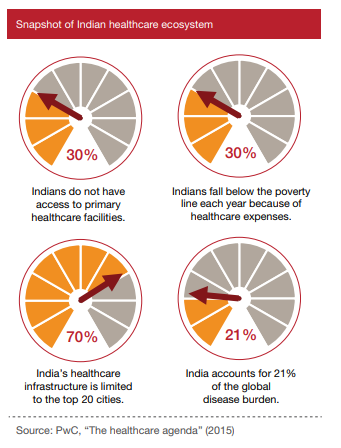 Snapshot of Indian healthcare ecosystem
30%
30%
Indians do not have
access to primary
healthcare facilities.
Indians fall below the poverty
line each year because of
healthcare expenses.
70%
21%
India's healthcare
infrastructure is limited
to the top 20 cities.
India accounts for 21%
of the global
disease burden.
Source: PwC, “The healthcare agenda” (2015)